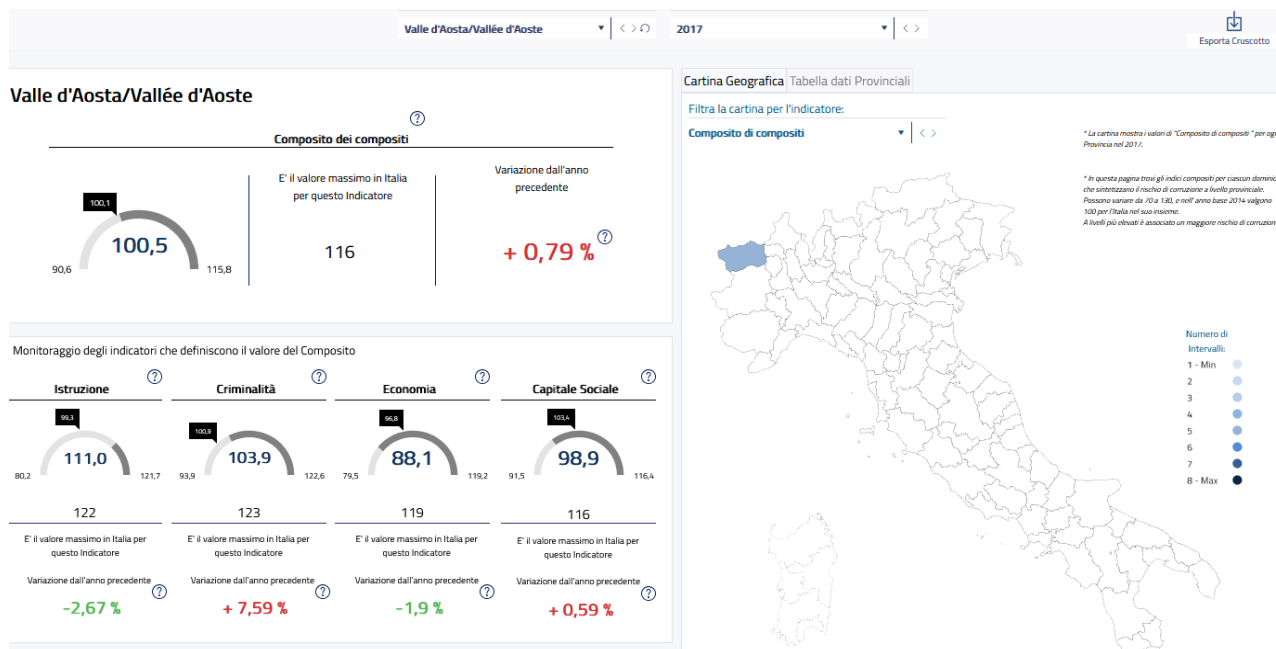 Valle d'Aosta/Vallée d'Aoste
2017
Esporta Cruscotto
Valle d'Aosta/Vallée d'Aoste
Composito dei compositi
100,1
100,5
90,6
115,8
E' il valore massimo in Italia
per questo Indicatore
116
Variazione dall'anno
precedente
+ 0,79 %
Monitoraggio degli indicatori che definiscono il valore del Composito
Istruzione
99,3
111,0
80,2
121,7
122
E' il valore massimo in Italia per
questo Indicatore
Variazione dall'anno precedente
-2,67 %
Criminalità
100,9
103,9
93,9
122,6
123
E' il valore massimo in Italia per
questo Indicatore
Variazione dall'anno precedente
+ 7,59 %
Economia
96,8
88,1
79,5
119,2
119
E' il valore massimo in Italia per
questo Indicatore
Variazione dall'anno precedente
-1,9 %
Capitale Sociale
103,4
98,9
91,5
116,4
116
E' il valore massimo in Italia per
questo Indicatore
Variazione dall'anno precedente
+ 0,59 %
Cartina Geografica
Tabella dati Provinciali
Filtra la cartina per l'indicatore:
Composito di compositi
* La cartina mostra i valori di "Composito di compositi " per og
Provincia nel 2017.
* In questa pagina trovi gli indici compositi per ciascun dominio
che sintetizzano il rischio di corruzione a livello provinciale.
Possono variare da 70 a 130, e nell' anno base 2014 valgono
100 per l'Italia nel suo insieme.
A livelli più elevati è associato un maggiore rischio di corruzion
Numero di
Intervalli:
1 - Min
2
3
4
5
6
7
8 - Max